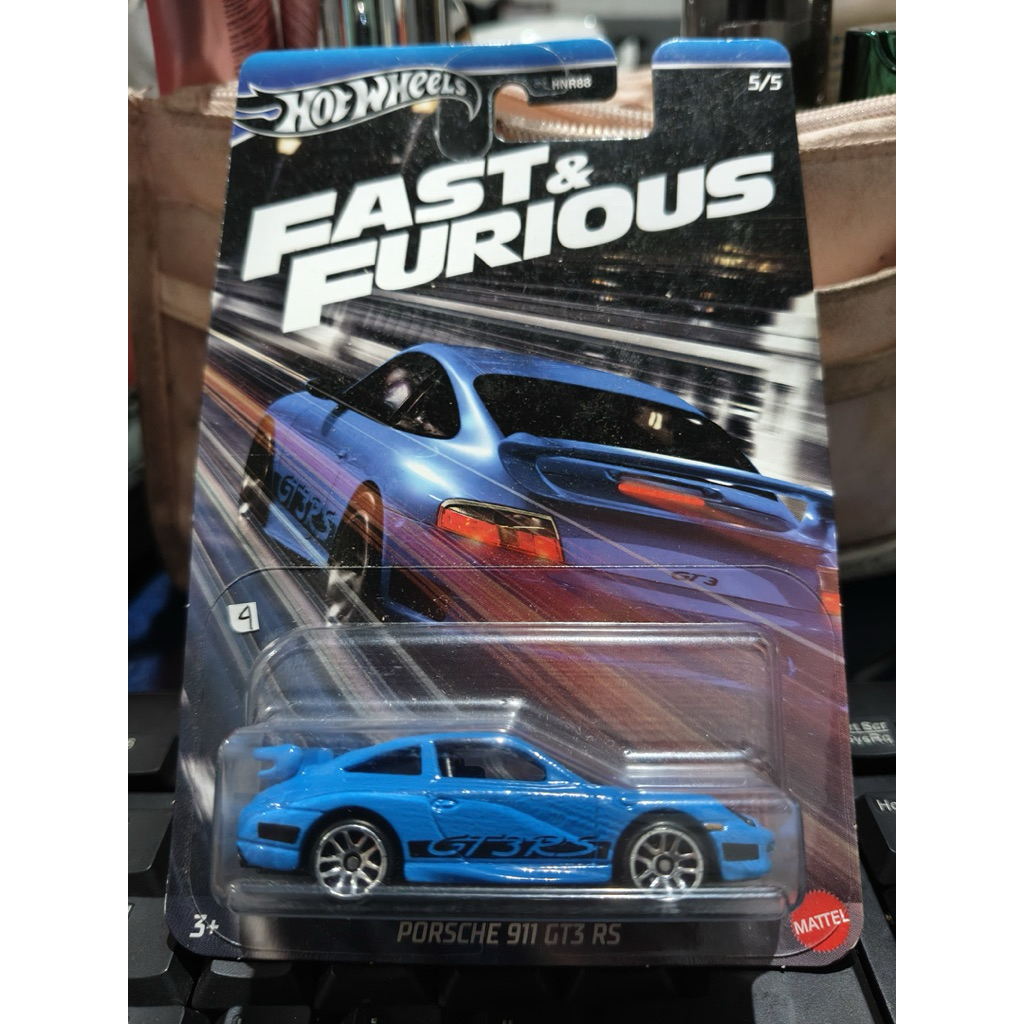 HOT WHEELS
HNR88
5/5
FAST &
FURIOUS
GT3RS
GT3
4
GT3RS
3+
PORSCHE 911 GT3 RS
MATTEL